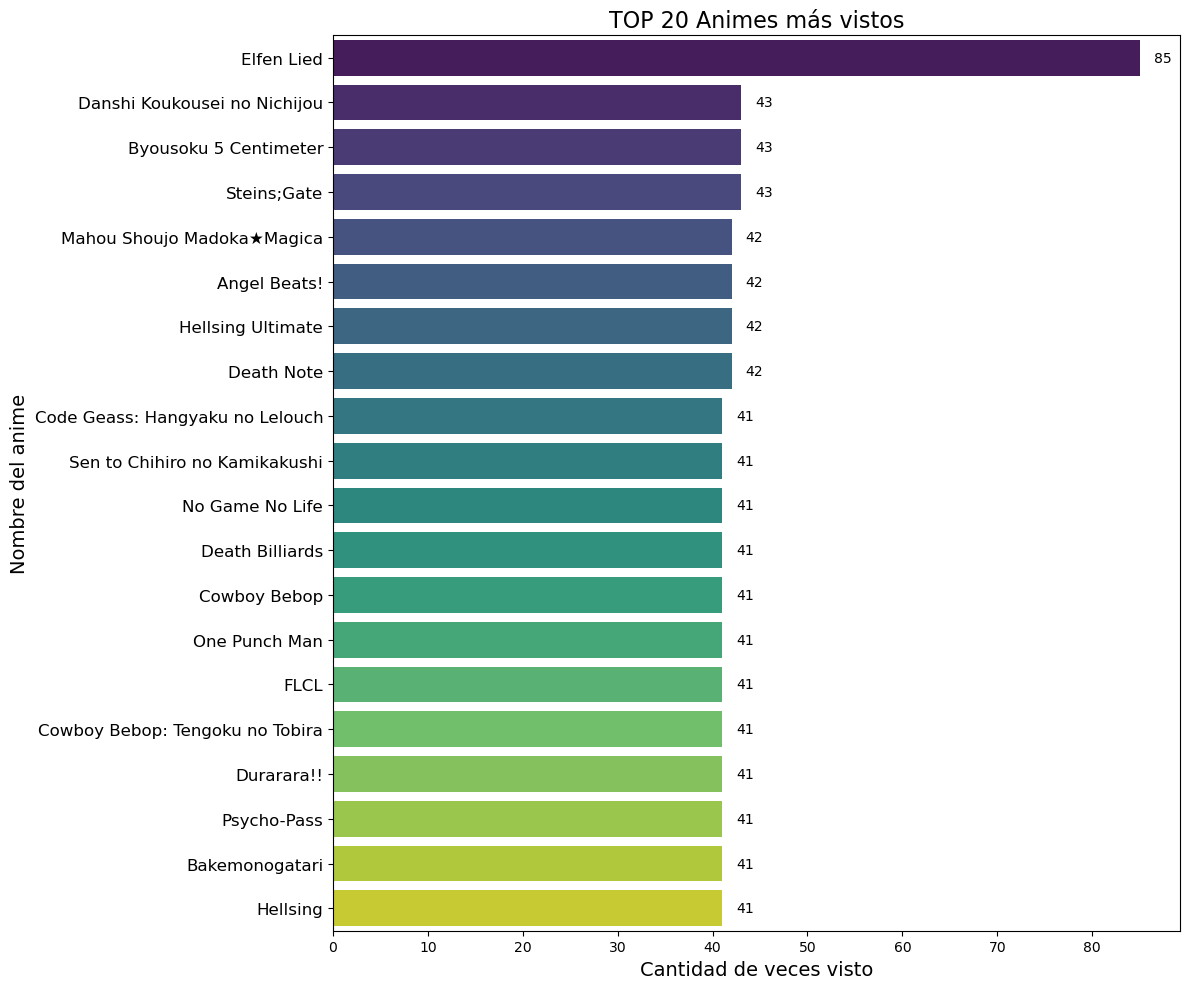 TOP 20 Animes más vistos
Nombre del anime
Elfen Lied 85
Danshi Koukousei no Nichijou 43
Byousoku 5 Centimeter 43
Steins;Gate 43
Mahou Shoujo Madoka★Magica 42
Angel Beats! 42
Hellsing Ultimate 42
Death Note 42
Code Geass: Hangyaku no Lelouch 41
Sen to Chihiro no Kamikakushi 41
No Game No Life 41
Death Billiards 41
Cowboy Bebop 41
One Punch Man 41
FLCL 41
Cowboy Bebop: Tengoku no Tobira 41
Durarara!! 41
Psycho-Pass 41
Bakemonogatari 41
Hellsing 41
0 10 20 30 40 50 60 70 80
Cantidad de veces visto